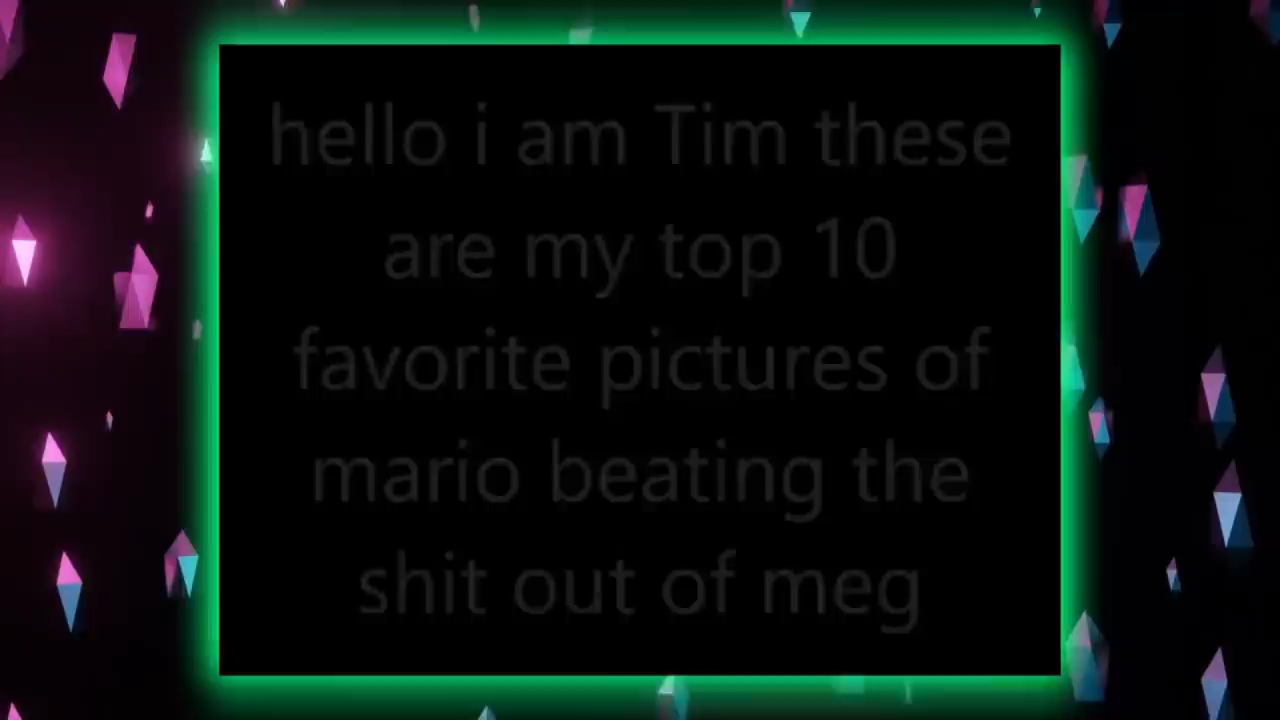 hello i am Tim these
are my top 10
favorite pictures of
mario beating the
shit out of meg